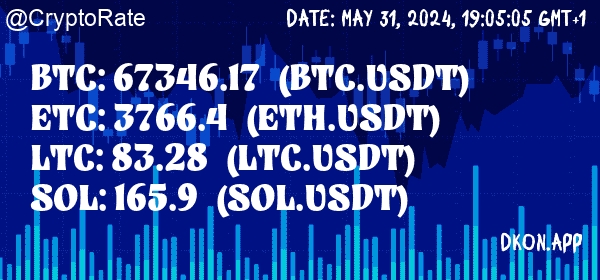 @CryptoRate
DATE: MAY 31, 2024, 19:05:05 GMT+1
BTC: 67346.17 (BTC.USDT)
ETC: 3766.4 (ETH.USDT)
LTC: 83.28 (LTC.USDT)
SOL: 165.9 (SOL.USDT)
DKON.APP